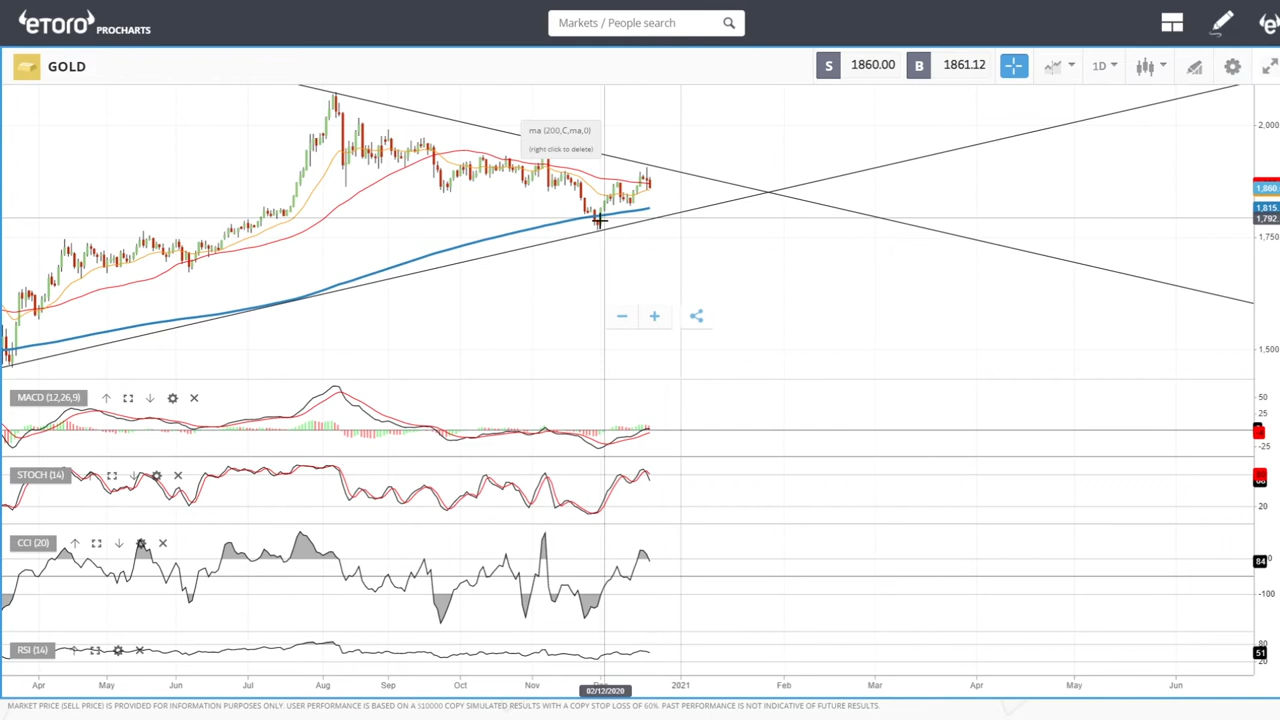 eToro PROCHARTS
Markets / People search
GOLD
S 1860.00 B 1861.12
1D
ma (200,C,ma,0)
(right click to delete)
2,000
1,860.
1,815.
1,792.
1,750
1,500
MACD (12,26,9)
50
25
-25
STOCH (14)
20
CCI (20)
84
-100
RSI (14)
80
51
20
Apr May Jun Jul Aug Sep Oct Nov 2021 Feb Mar Apr May Jun
02/12/2020
MARKET PRICE (SELL PRICE) IS PROVIDED FOR INFORMATION PURPOSES ONLY. USER PERFORMANCE IS BASED ON A $10000 COPY SIMULATED RESULTS WITH A COPY STOP LOSS OF 60%. PAST PERFORMANCE IS NOT INDICATIVE OF FUTURE RESULTS.